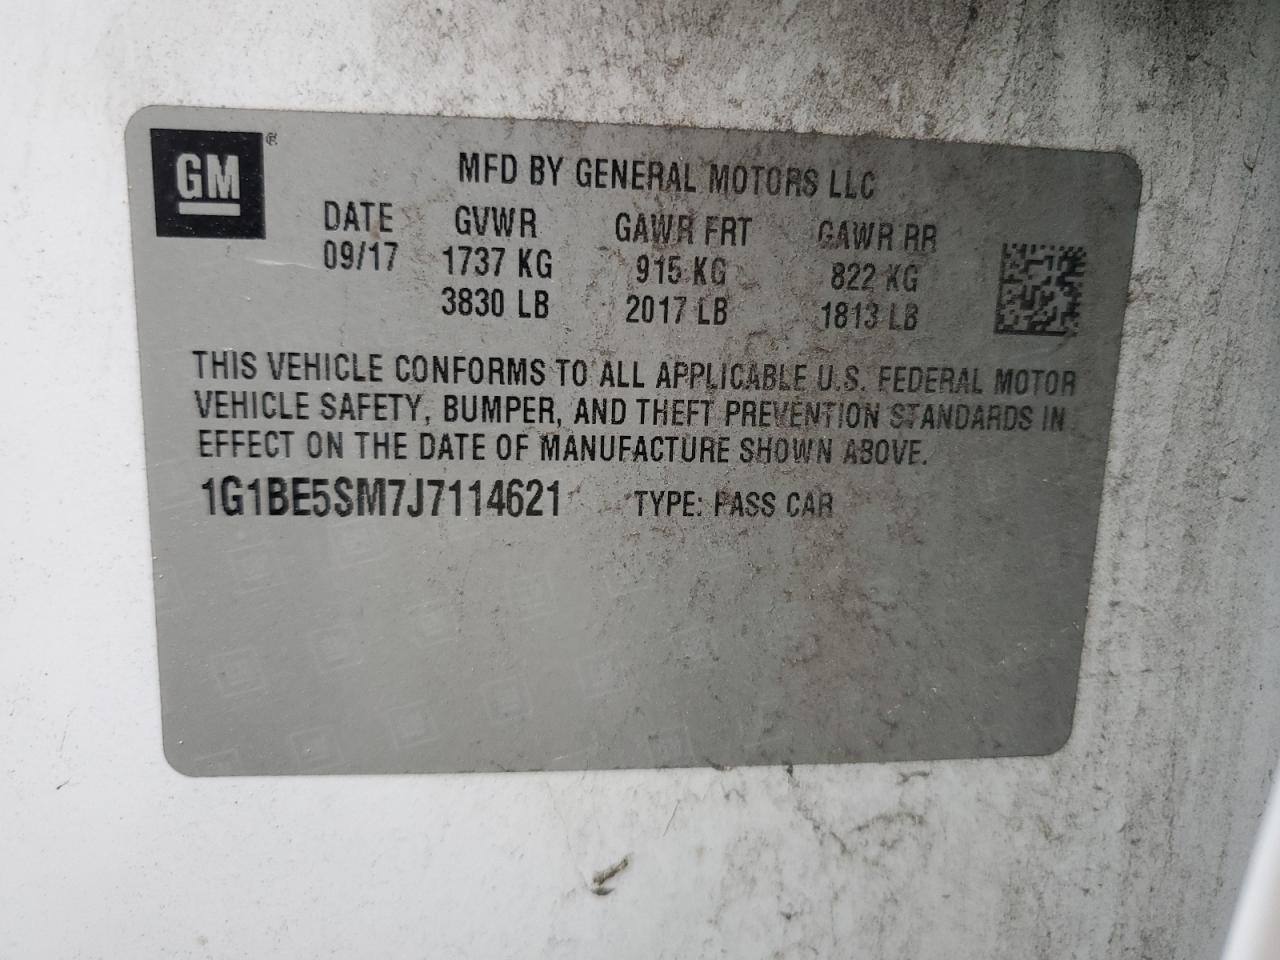 GM ®
MFD BY GENERAL MOTORS LLC
DATE GVWR GAWR FRT GAWR RR
09/17 1737 KG 915 KG 822 KG
3830 LB 2017 LB 1813 LB
THIS VEHICLE CONFORMS TO ALL APPLICABLE U.S. FEDERAL MOTOR
VEHICLE SAFETY, BUMPER, AND THEFT PREVENTION STANDARDS IN
EFFECT ON THE DATE OF MANUFACTURE SHOWN ABOVE.
1G1BE5SM7J7114621 TYPE: PASS CAR